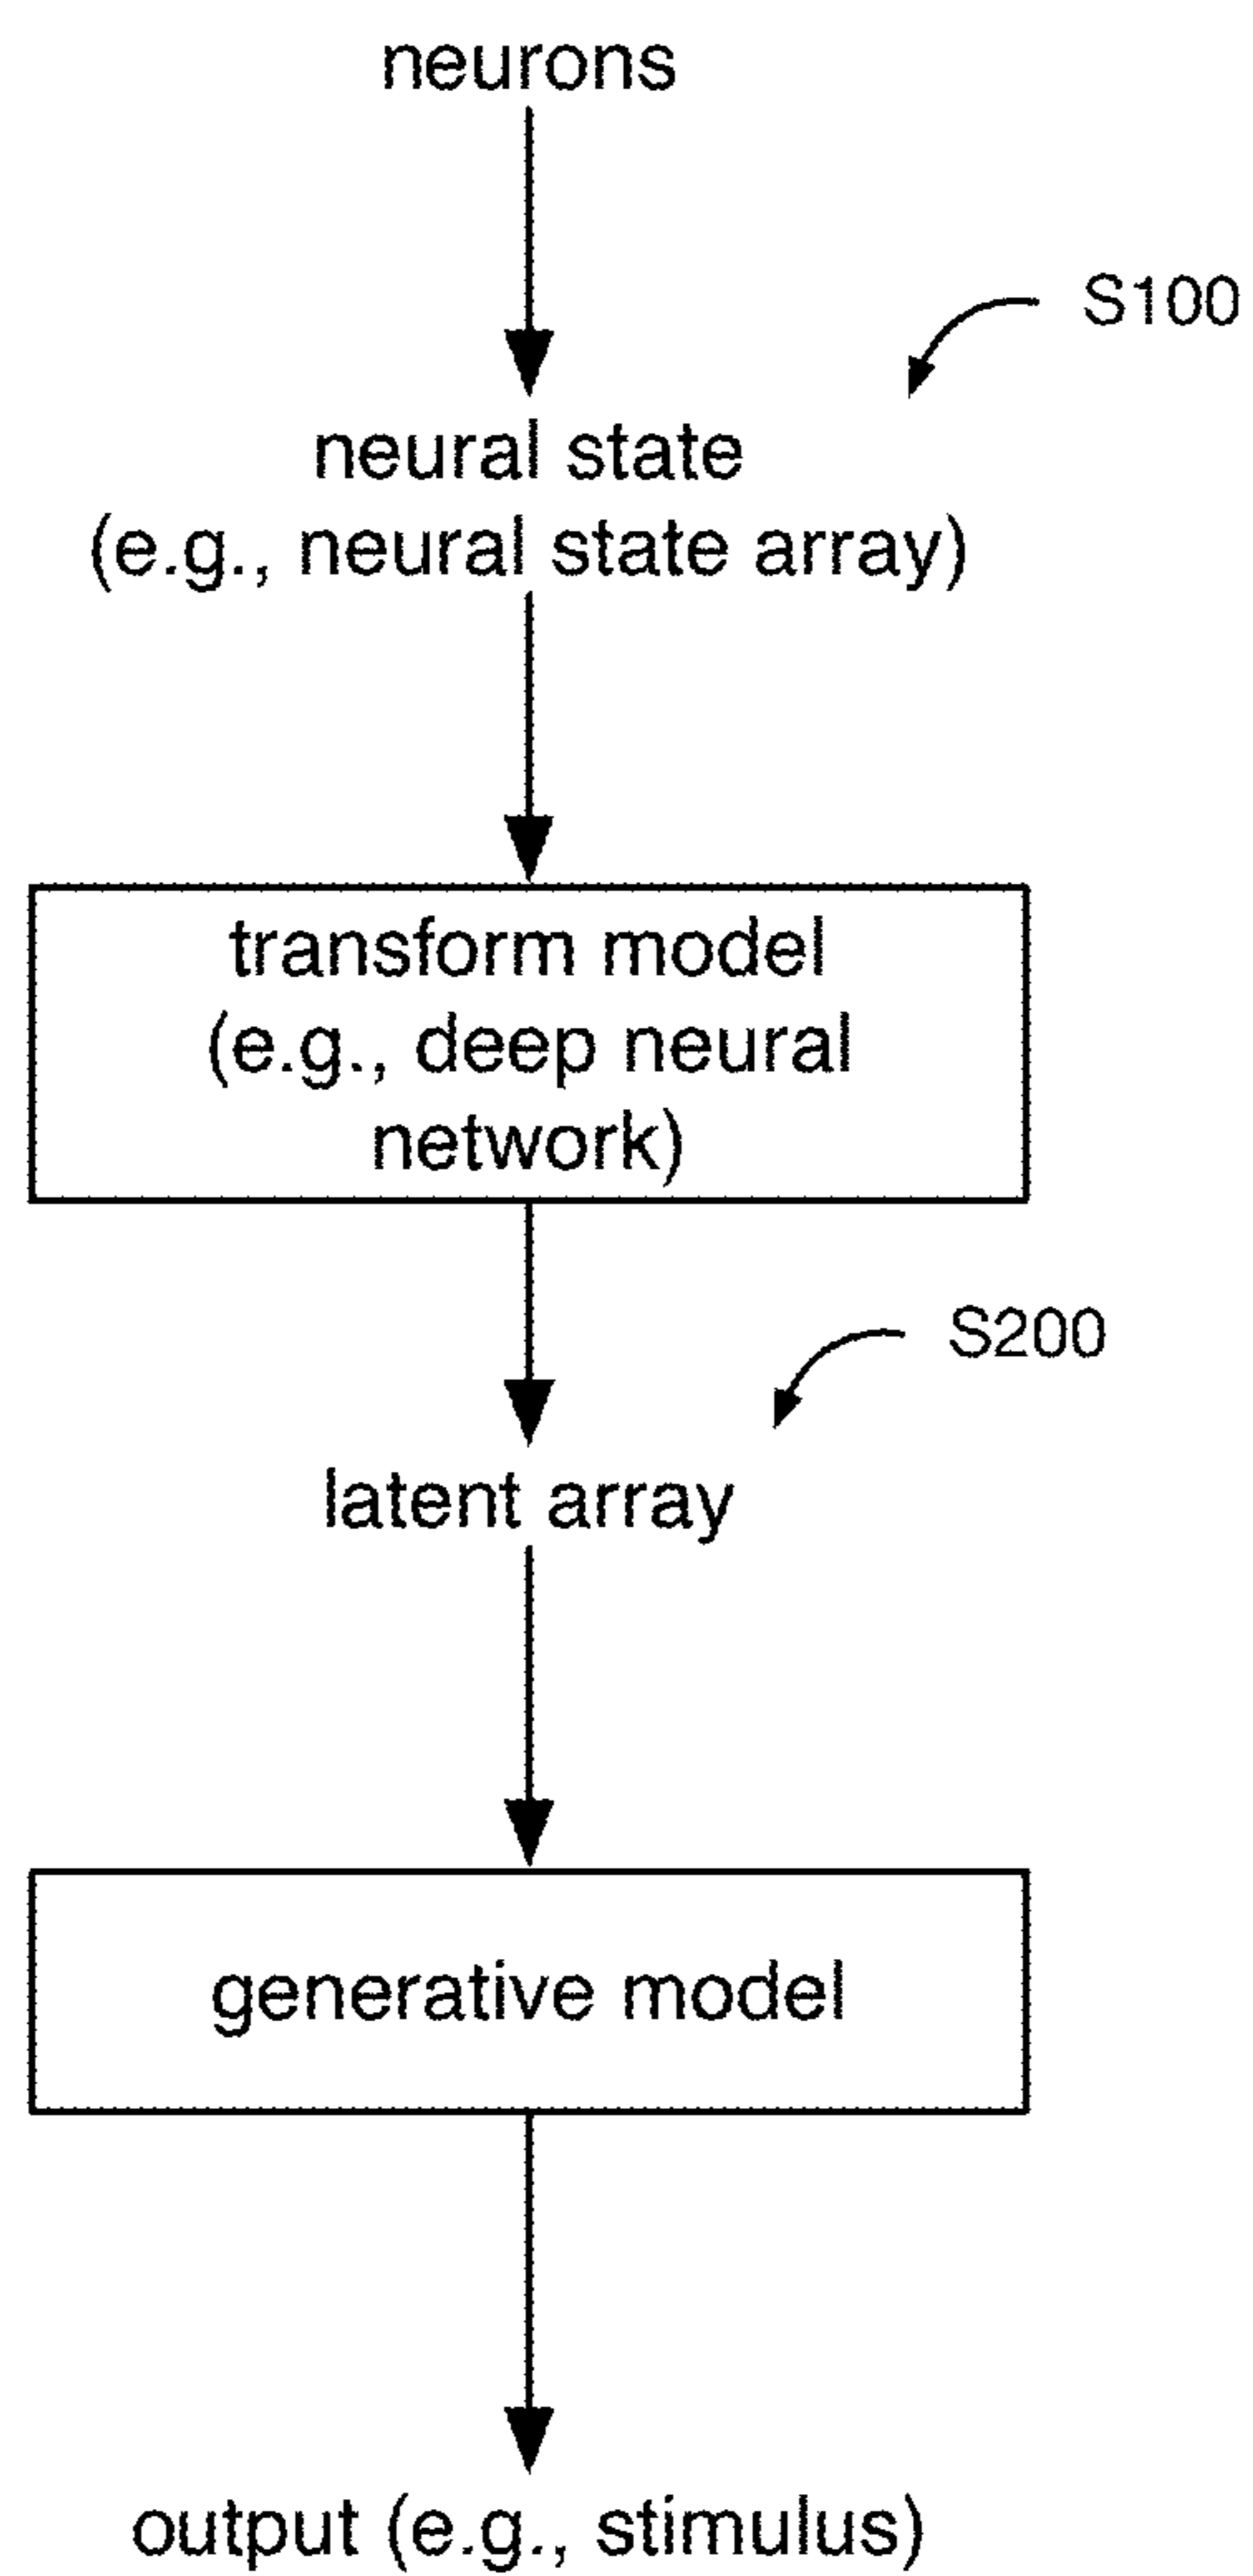 neurons
S100
neural state
(e.g., neural state array)
transform model
(e.g., deep neural
network)
S200
latent array
generative model
output (e.g., stimulus)